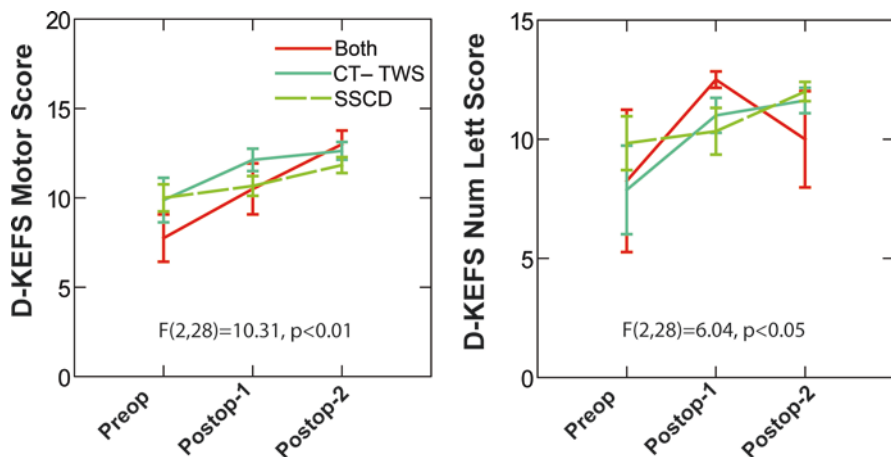 D-KEFS Motor Score
20
15
10
5
0
Both
CT– TWS
SSCD
F(2,28)=10.31, p<0.01
Preop
Postop-1
Postop-2
D-KEFS Num Lett Score
15
10
5
0
F(2,28)=6.04, p<0.05
Preop
Postop-1
Postop-2